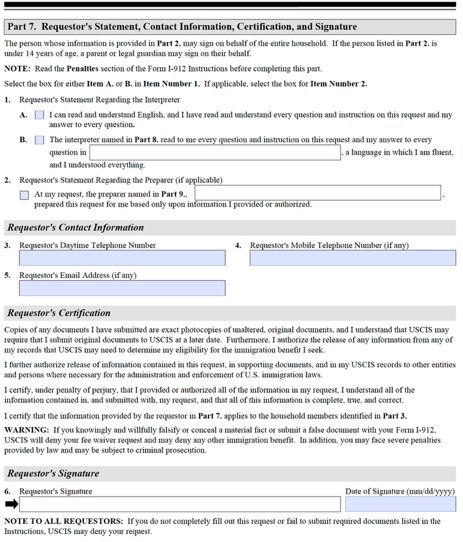 Part 7. Requestor's Statement, Contact Information, Certification, and Signature
The person whose information is provided in Part 2. may sign on behalf of the entire household. If the person listed in Part 2. is
under 14 years of age, a parent or legal guardian may sign on their behalf.
NOTE: Read the Penalties section of the Form I-912 Instructions before completing this part.
Select the box for either Item A. or B. in Item Number 1. If applicable, select the box for Item Number 2.
1. Requestor's Statement Regarding the Interpreter
A. I can read and understand English, and I have read and understand every question and instruction on this request and my
answer to every question.
B. The interpreter named in Part 8. read to me every question and instruction on this request and my answer to every
question in , a language in which I am fluent,
and I understood everything.
2. Requestor's Statement Regarding the Preparer (if applicable)
At my request, the preparer named in Part 9., ,
prepared this request for me based only upon information I provided or authorized.
Requestor's Contact Information
3. Requestor's Daytime Telephone Number 4. Requestor's Mobile Telephone Number (if any)
5. Requestor's Email Address (if any)
Requestor's Certification
Copies of any documents I have submitted are exact photocopies of unaltered, original documents, and I understand that USCIS may
require that I submit original documents to USCIS at a later date. Furthermore, I authorize the release of any information from any of
my records that USCIS may need to determine my eligibility for the immigration benefit I seek.
I further authorize release of information contained in this request, in supporting documents, and in my USCIS records to other entities
and persons where necessary for the administration and enforcement of U.S. immigration laws.
I certify, under penalty of perjury, that I provided or authorized all of the information in my request, I understand all of the
information contained in, and submitted with, my request, and that all of this information is complete, true, and correct.
I certify that the information provided by the requestor in Part 7. applies to the household members identified in Part 3.
WARNING: If you knowingly and willfully falsify or conceal a material fact or submit a false document with your Form I-912,
USCIS will deny your fee waiver request and may deny any other immigration benefit. In addition, you may face severe penalties
provided by law and may be subject to criminal prosecution.
Requestor's Signature
6. Requestor's Signature Date of Signature (mm/dd/yyyy)
NOTE TO ALL REQUESTORS: If you do not completely fill out this request or fail to submit required documents listed in the
Instructions, USCIS may deny your request.